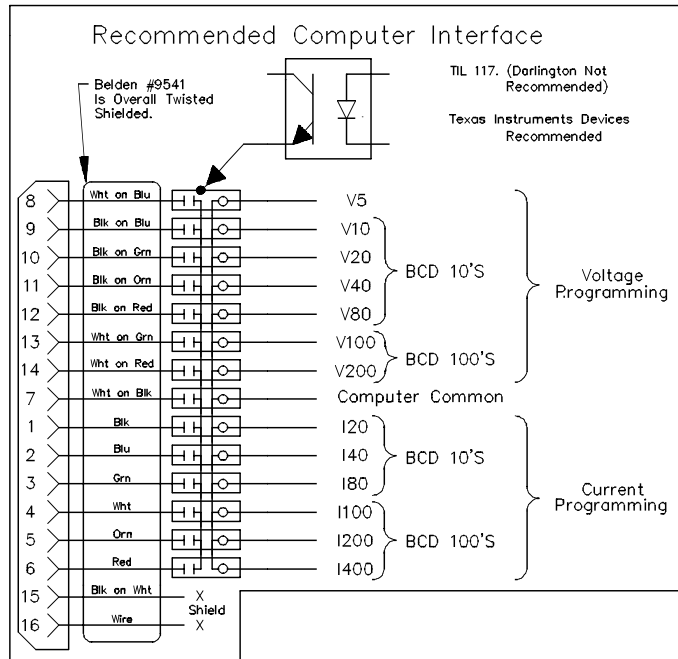 Recommended Computer Interface
Belden #9541
Is Overall Twisted
Shielded.
TIL 117. (Darlington Not
Recommended)
Texas Instruments Devices
Recommended
8 Wht on Blu V5
9 Blk on Blu V10
10 Blk on Grn V20
11 Blk on Orn V40
12 Blk on Red V80
BCD 10'S
13 Wht on Grn V100
14 Wht on Red V200
BCD 100'S
Voltage
Programming
7 Wht on Blk Computer Common
1 Blk I20
2 Blu I40
3 Grn I80
BCD 10'S
4 Wht I100
5 Orn I200
6 Red I400
BCD 100'S
Current
Programming
15 Blk on Wht X
Shield
16 Wire X